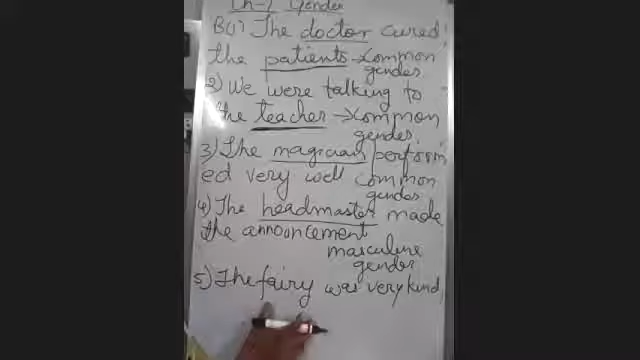 Ch-7 Gender
B(1) The doctor cured
the patients → Common
gender
2) We were talking to
the teacher → Common
gender
3) The magician perform
ed very well common
gender
4) The headmaster made
the announcement
masculine
gender
5) The fairy was very kind